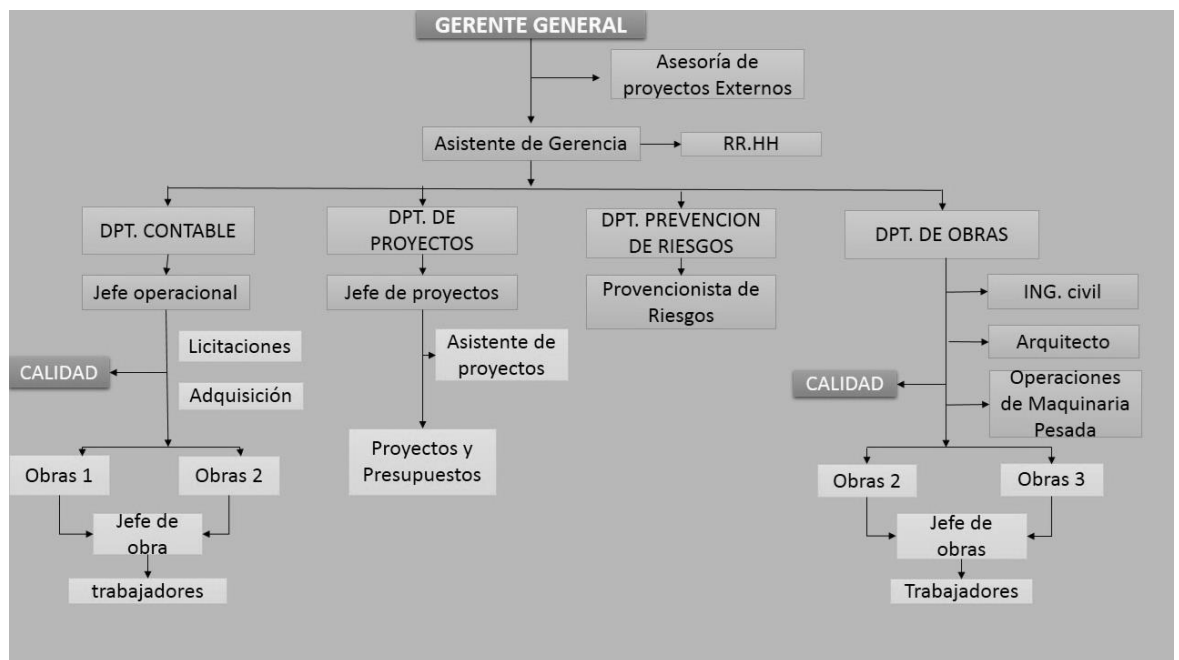 GERENTE GENERAL
Asesoría de
proyectos Externos
Asistente de Gerencia
RR.HH
DPT. CONTABLE
DPT. DE
PROYECTOS
DPT. PREVENCION
DE RIESGOS
DPT. DE OBRAS
Jefe operacional
Jefe de proyectos
Provencionista de
Riesgos
ING. civil
Licitaciones
Asistente de
proyectos
Arquitecto
CALIDAD
Adquisición
CALIDAD
Operaciones
de Maquinaria
Pesada
Proyectos y
Presupuestos
Obras 1
Obras 2
Obras 2
Obras 3
Jefe de
obra
Jefe de
obras
trabajadores
Trabajadores